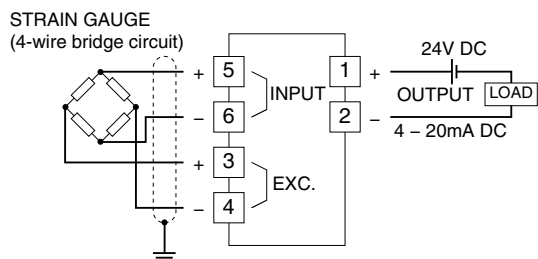 STRAIN GAUGE
(4-wire bridge circuit)
24V DC
+ 5 1 +
INPUT OUTPUT LOAD
− 6 2 −
4 – 20mA DC
+ 3
EXC.
− 4